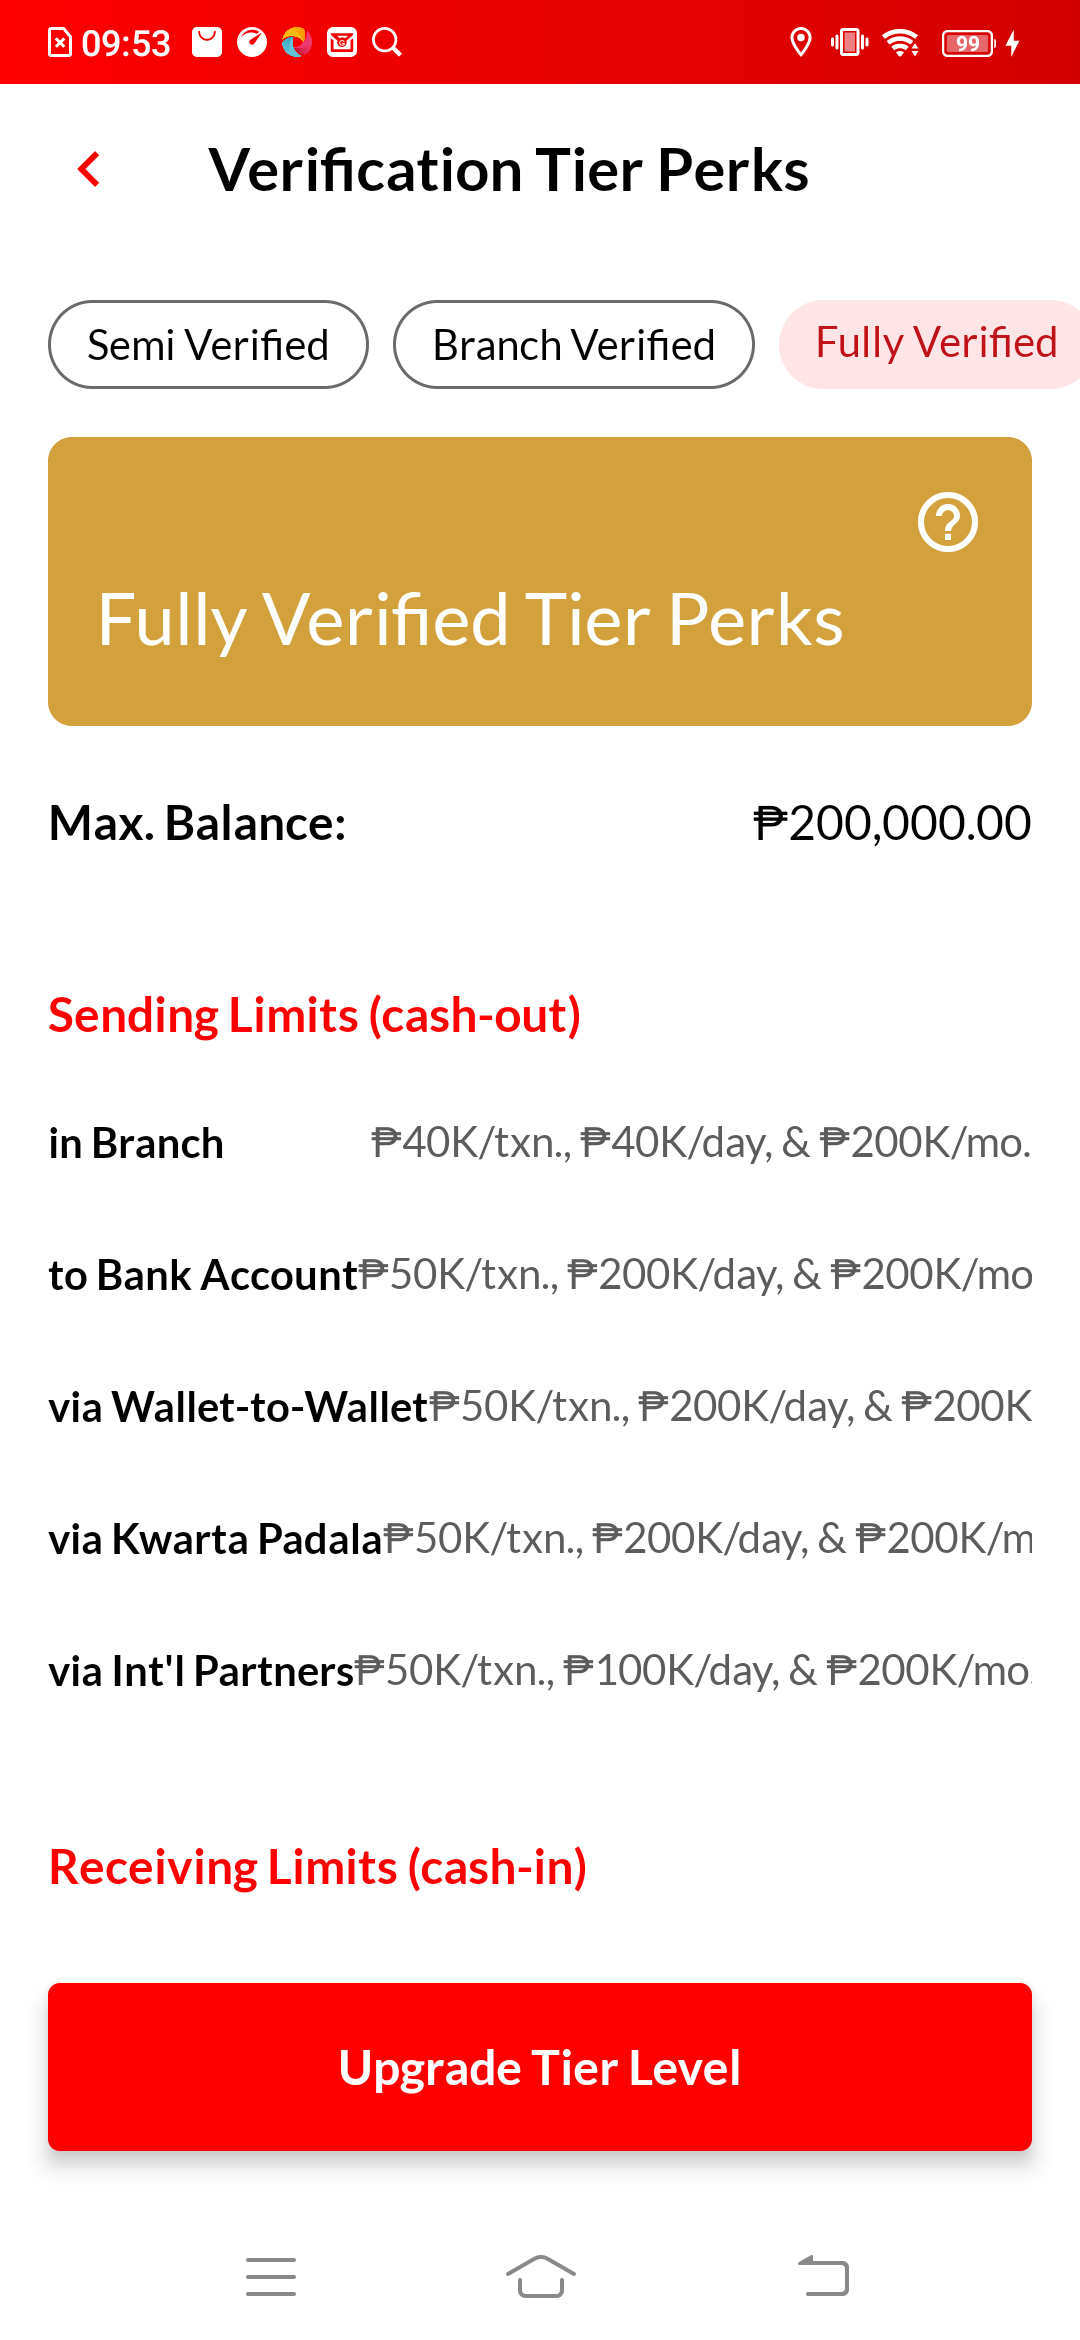 09:53
99
Verification Tier Perks
Semi Verified
Branch Verified
Fully Verified
Fully Verified Tier Perks
Max. Balance: ₱200,000.00
Sending Limits (cash-out)
in Branch ₱40K/txn., ₱40K/day, & ₱200K/mo.
to Bank Account ₱50K/txn., ₱200K/day, & ₱200K/mo
via Wallet-to-Wallet ₱50K/txn., ₱200K/day, & ₱200K
via Kwarta Padala ₱50K/txn., ₱200K/day, & ₱200K/m
via Int'l Partners ₱50K/txn., ₱100K/day, & ₱200K/mo.
Receiving Limits (cash-in)
Upgrade Tier Level